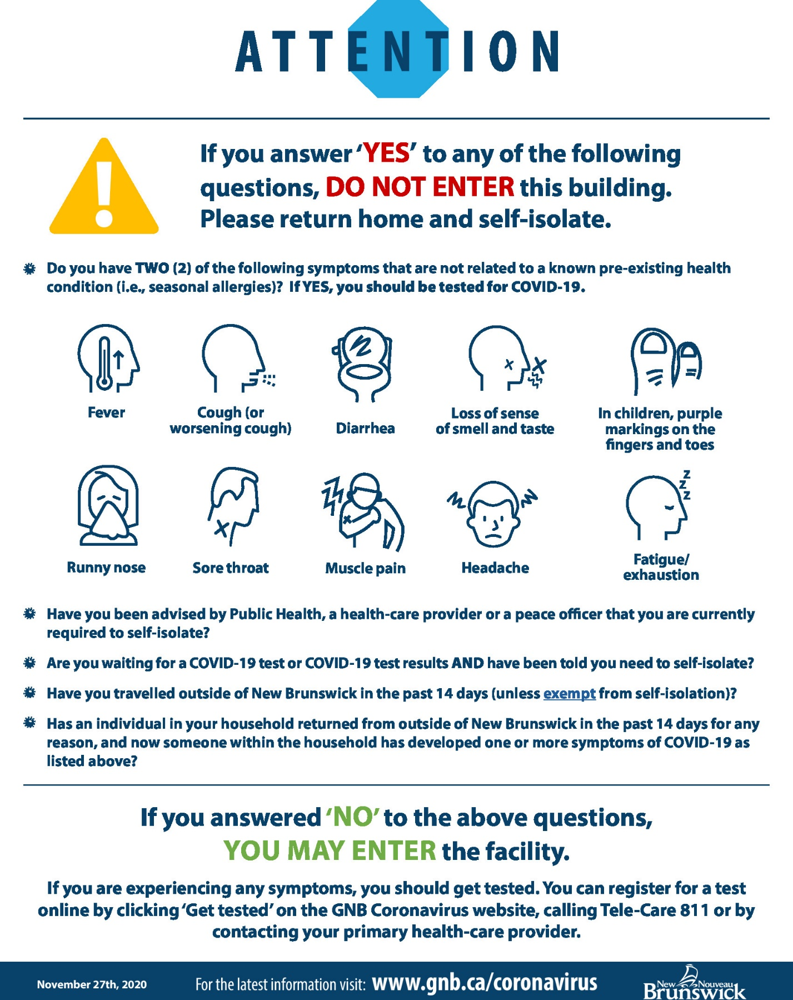 ATTENTION
If you answer ‘YES’ to any of the following
questions, DO NOT ENTER this building.
Please return home and self-isolate.
Do you have TWO (2) of the following symptoms that are not related to a known pre-existing health
condition (i.e., seasonal allergies)? If YES, you should be tested for COVID-19.
Fever
Cough (or
worsening cough)
Diarrhea
Loss of sense
of smell and taste
In children, purple
markings on the
fingers and toes
z
z
z
Runny nose
Sore throat
Muscle pain
Headache
Fatigue/
exhaustion
Have you been advised by Public Health, a health-care provider or a peace officer that you are currently
required to self-isolate?
Are you waiting for a COVID-19 test or COVID-19 test results AND have been told you need to self-isolate?
Have you travelled outside of New Brunswick in the past 14 days (unless exempt from self-isolation)?
Has an individual in your household returned from outside of New Brunswick in the past 14 days for any
reason, and now someone within the household has developed one or more symptoms of COVID-19 as
listed above?
If you answered ‘NO’ to the above questions,
YOU MAY ENTER the facility.
If you are experiencing any symptoms, you should get tested. You can register for a test
online by clicking ‘Get tested’ on the GNB Coronavirus website, calling Tele-Care 811 or by
contacting your primary health-care provider.
November 27th, 2020
For the latest information visit: www.gnb.ca/coronavirus
New Nouveau
Brunswick